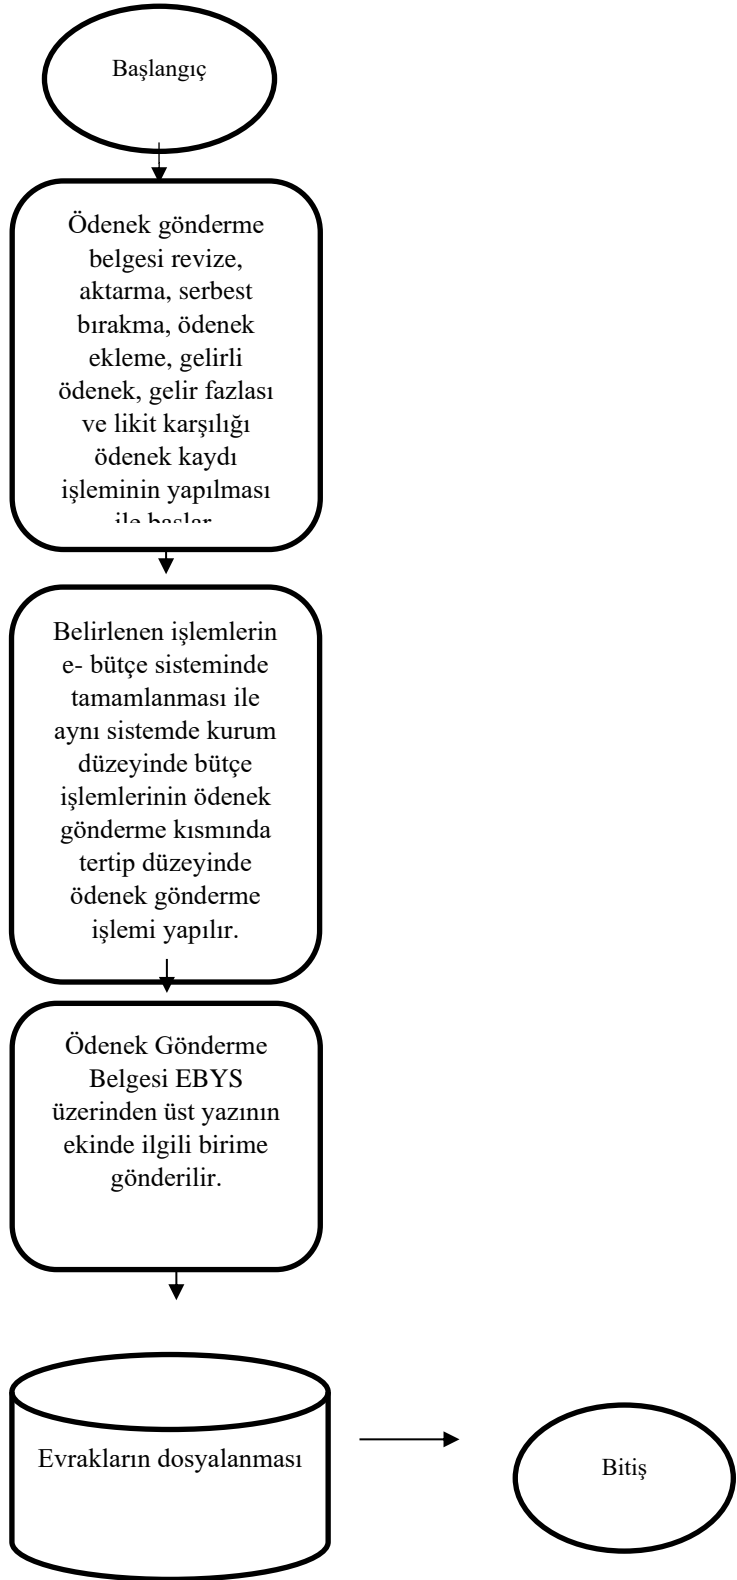 Başlangıç
Ödenek gönderme
belgesi revize,
aktarma, serbest
bırakma, ödenek
ekleme, gelirli
ödenek, gelir fazlası
ve likit karşılığı
ödenek kaydı
işleminin yapılması
ile başlar
Belirlenen işlemlerin
e- bütçe sisteminde
tamamlanması ile
aynı sistemde kurum
düzeyinde bütçe
işlemlerinin ödenek
gönderme kısmında
tertip düzeyinde
ödenek gönderme
işlemi yapılır.
Ödenek Gönderme
Belgesi EBYS
üzerinden üst yazının
ekinde ilgili birime
gönderilir.
Evrakların dosyalanması
Bitiş